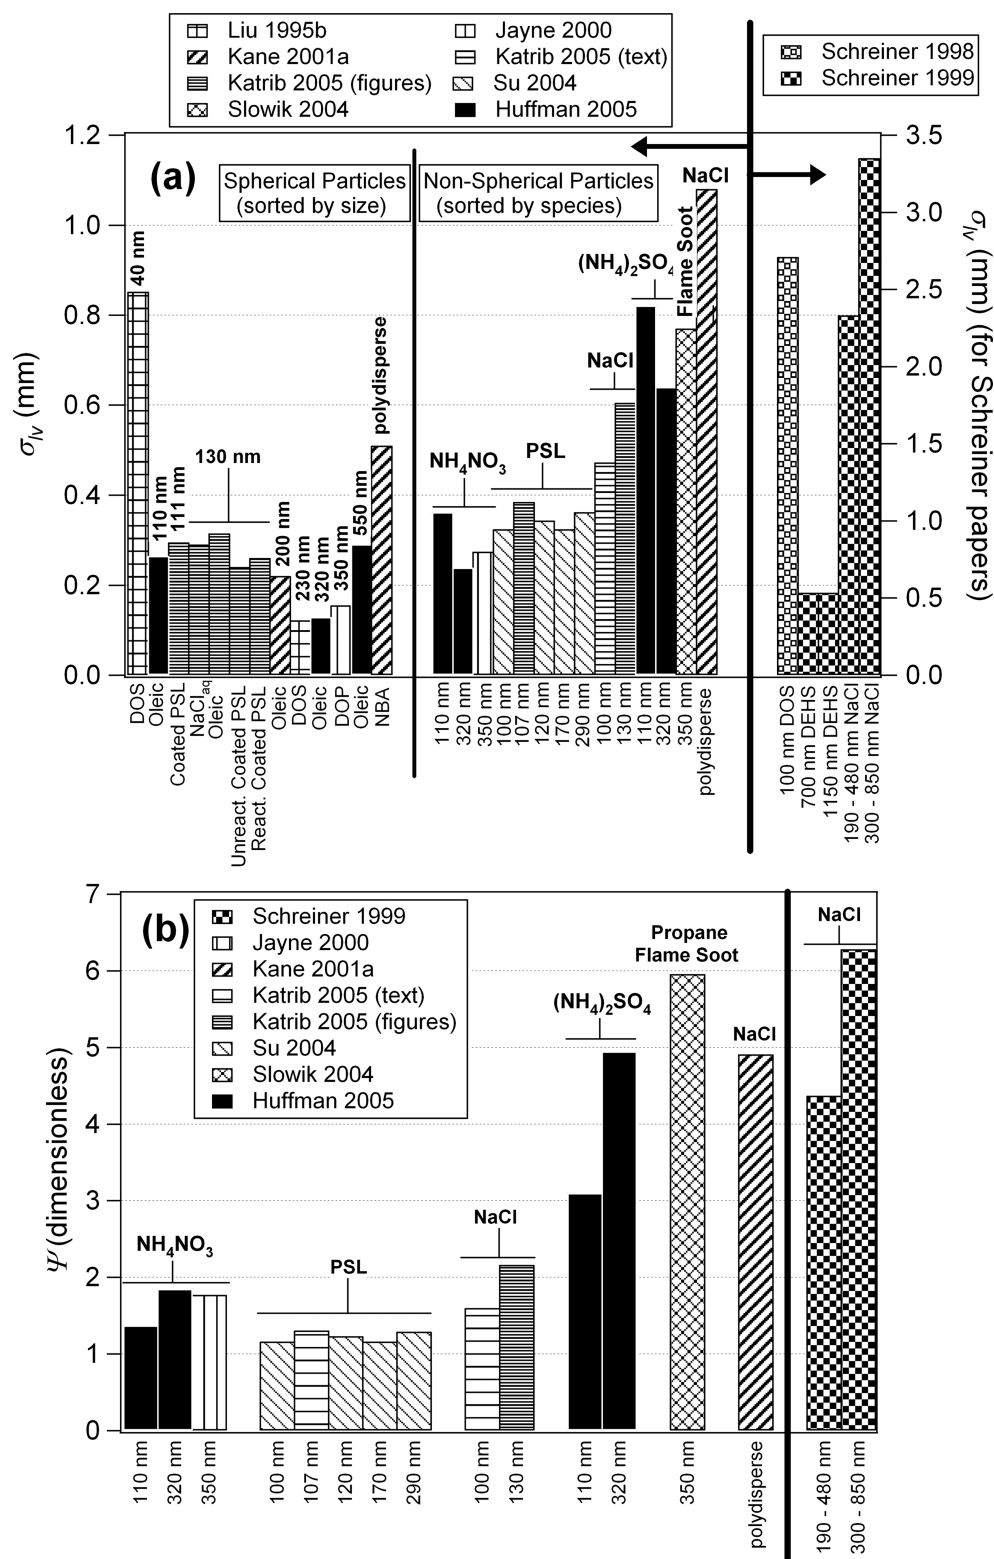 Liu 1995b
Kane 2001a
Katrib 2005 (figures)
Slowik 2004
Jayne 2000
Katrib 2005 (text)
Su 2004
Huffman 2005
Schreiner 1998
Schreiner 1999
(a)
Spherical Particles
(sorted by size)
Non-Spherical Particles
(sorted by species)
σlv (mm)
1.2
1.0
0.8
0.6
0.4
0.2
0.0
σlv (mm) (for Schreiner papers)
3.5
3.0
2.5
2.0
1.5
1.0
0.5
0.0
40 nm
110 nm
111 nm
130 nm
200 nm
230 nm
320 nm
350 nm
550 nm
polydisperse
NH4NO3
PSL
NaCl
(NH4)2SO4
Flame Soot
NaCl
DOS
Oleic
Coated PSL
NaClaq
Oleic
Unreact. Coated PSL
React. Coated PSL
Oleic
DOS
Oleic
DOP
Oleic
NBA
110 nm
320 nm
350 nm
100 nm
107 nm
120 nm
170 nm
290 nm
100 nm
130 nm
110 nm
320 nm
350 nm
polydisperse
100 nm DOS
700 nm DEHS
1150 nm DEHS
190 - 480 nm NaCl
300 - 850 nm NaCl
(b)
Schreiner 1999
Jayne 2000
Kane 2001a
Katrib 2005 (text)
Katrib 2005 (figures)
Su 2004
Slowik 2004
Huffman 2005
Ψ (dimensionless)
7
6
5
4
3
2
1
0
NH4NO3
PSL
NaCl
(NH4)2SO4
Propane
Flame Soot
NaCl
NaCl
110 nm
320 nm
350 nm
100 nm
107 nm
120 nm
170 nm
290 nm
100 nm
130 nm
110 nm
320 nm
350 nm
polydisperse
190 - 480 nm
300 - 850 nm